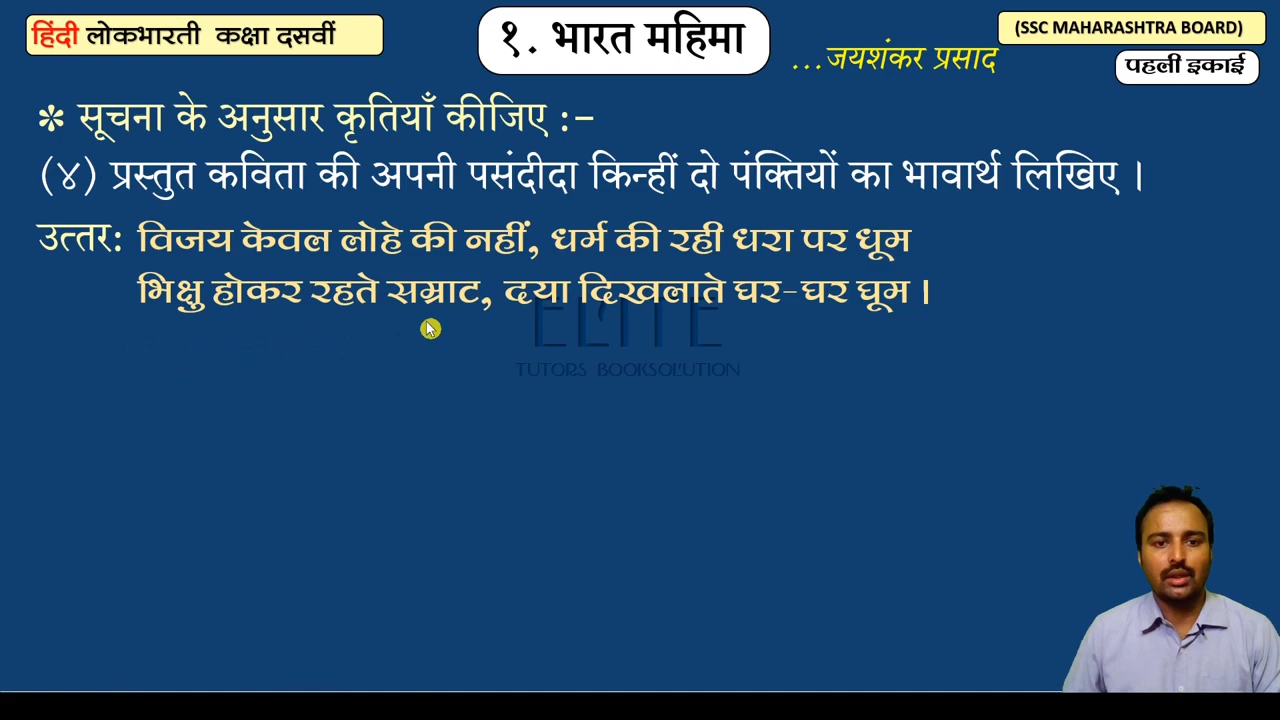 हिंदी लोकभारती कक्षा दसवीं
१. भारत महिमा
(SSC MAHARASHTRA BOARD)
...जयशंकर प्रसाद
पहली इकाई
* सूचना के अनुसार कृतियाँ कीजिए :-
(४) प्रस्तुत कविता की अपनी पसंदीदा किन्हीं दो पंक्तियों का भावार्थ लिखिए ।
उत्तर: विजय केवल लोहे की नहीं, धर्म की रही धरा पर धूम
भिक्षु होकर रहते सम्राट, दया दिखलाते घर-घर घूम ।
ELITE
TUTORS BOOKSOLUTION